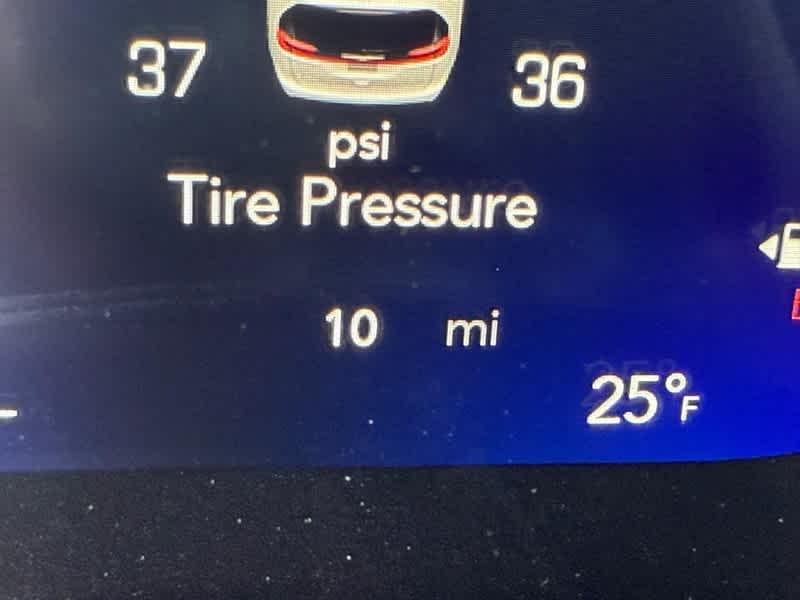 37 36
psi
Tire Pressure
10 mi
25°F